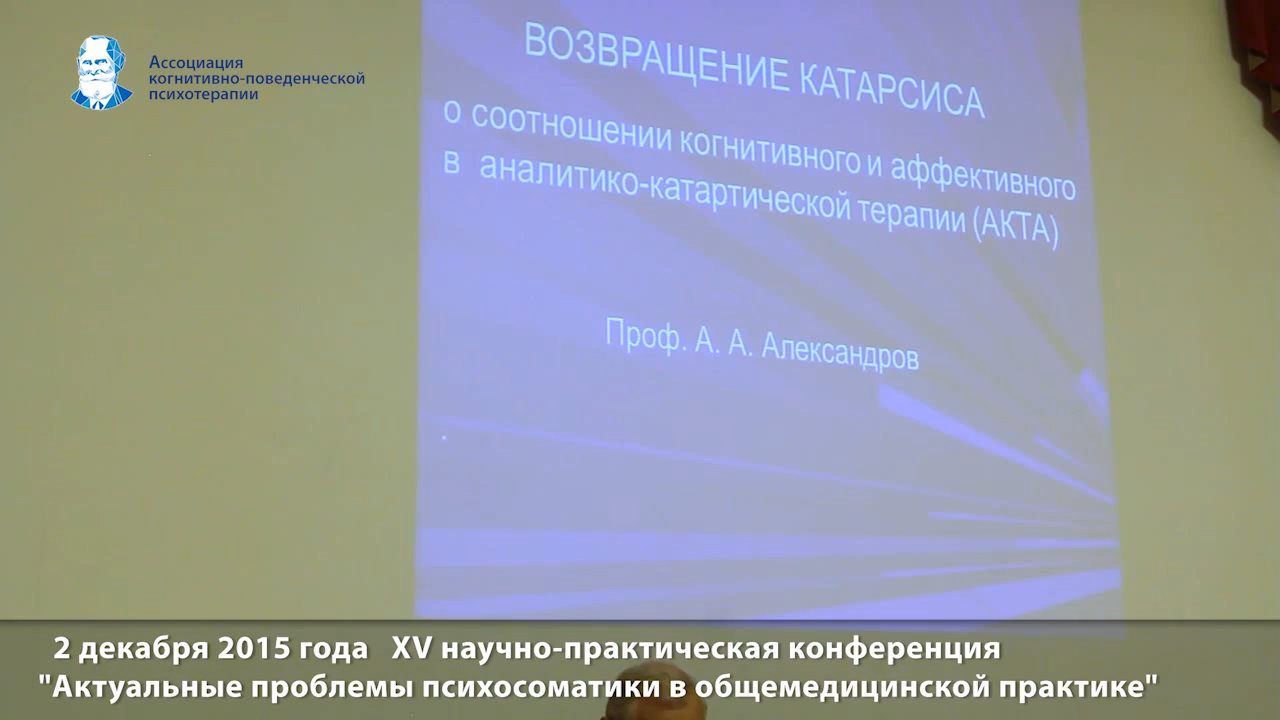 Ассоциация
когнитивно-поведенческой
психотерапии
ВОЗВРАЩЕНИЕ КАТАРСИСА
о соотношении когнитивного и аффективного
в аналитико-катартической терапии (АКТА)
Проф. А. А. Александров
2 декабря 2015 года XV научно-практическая конференция
"Актуальные проблемы психосоматики в общемедицинской практике"